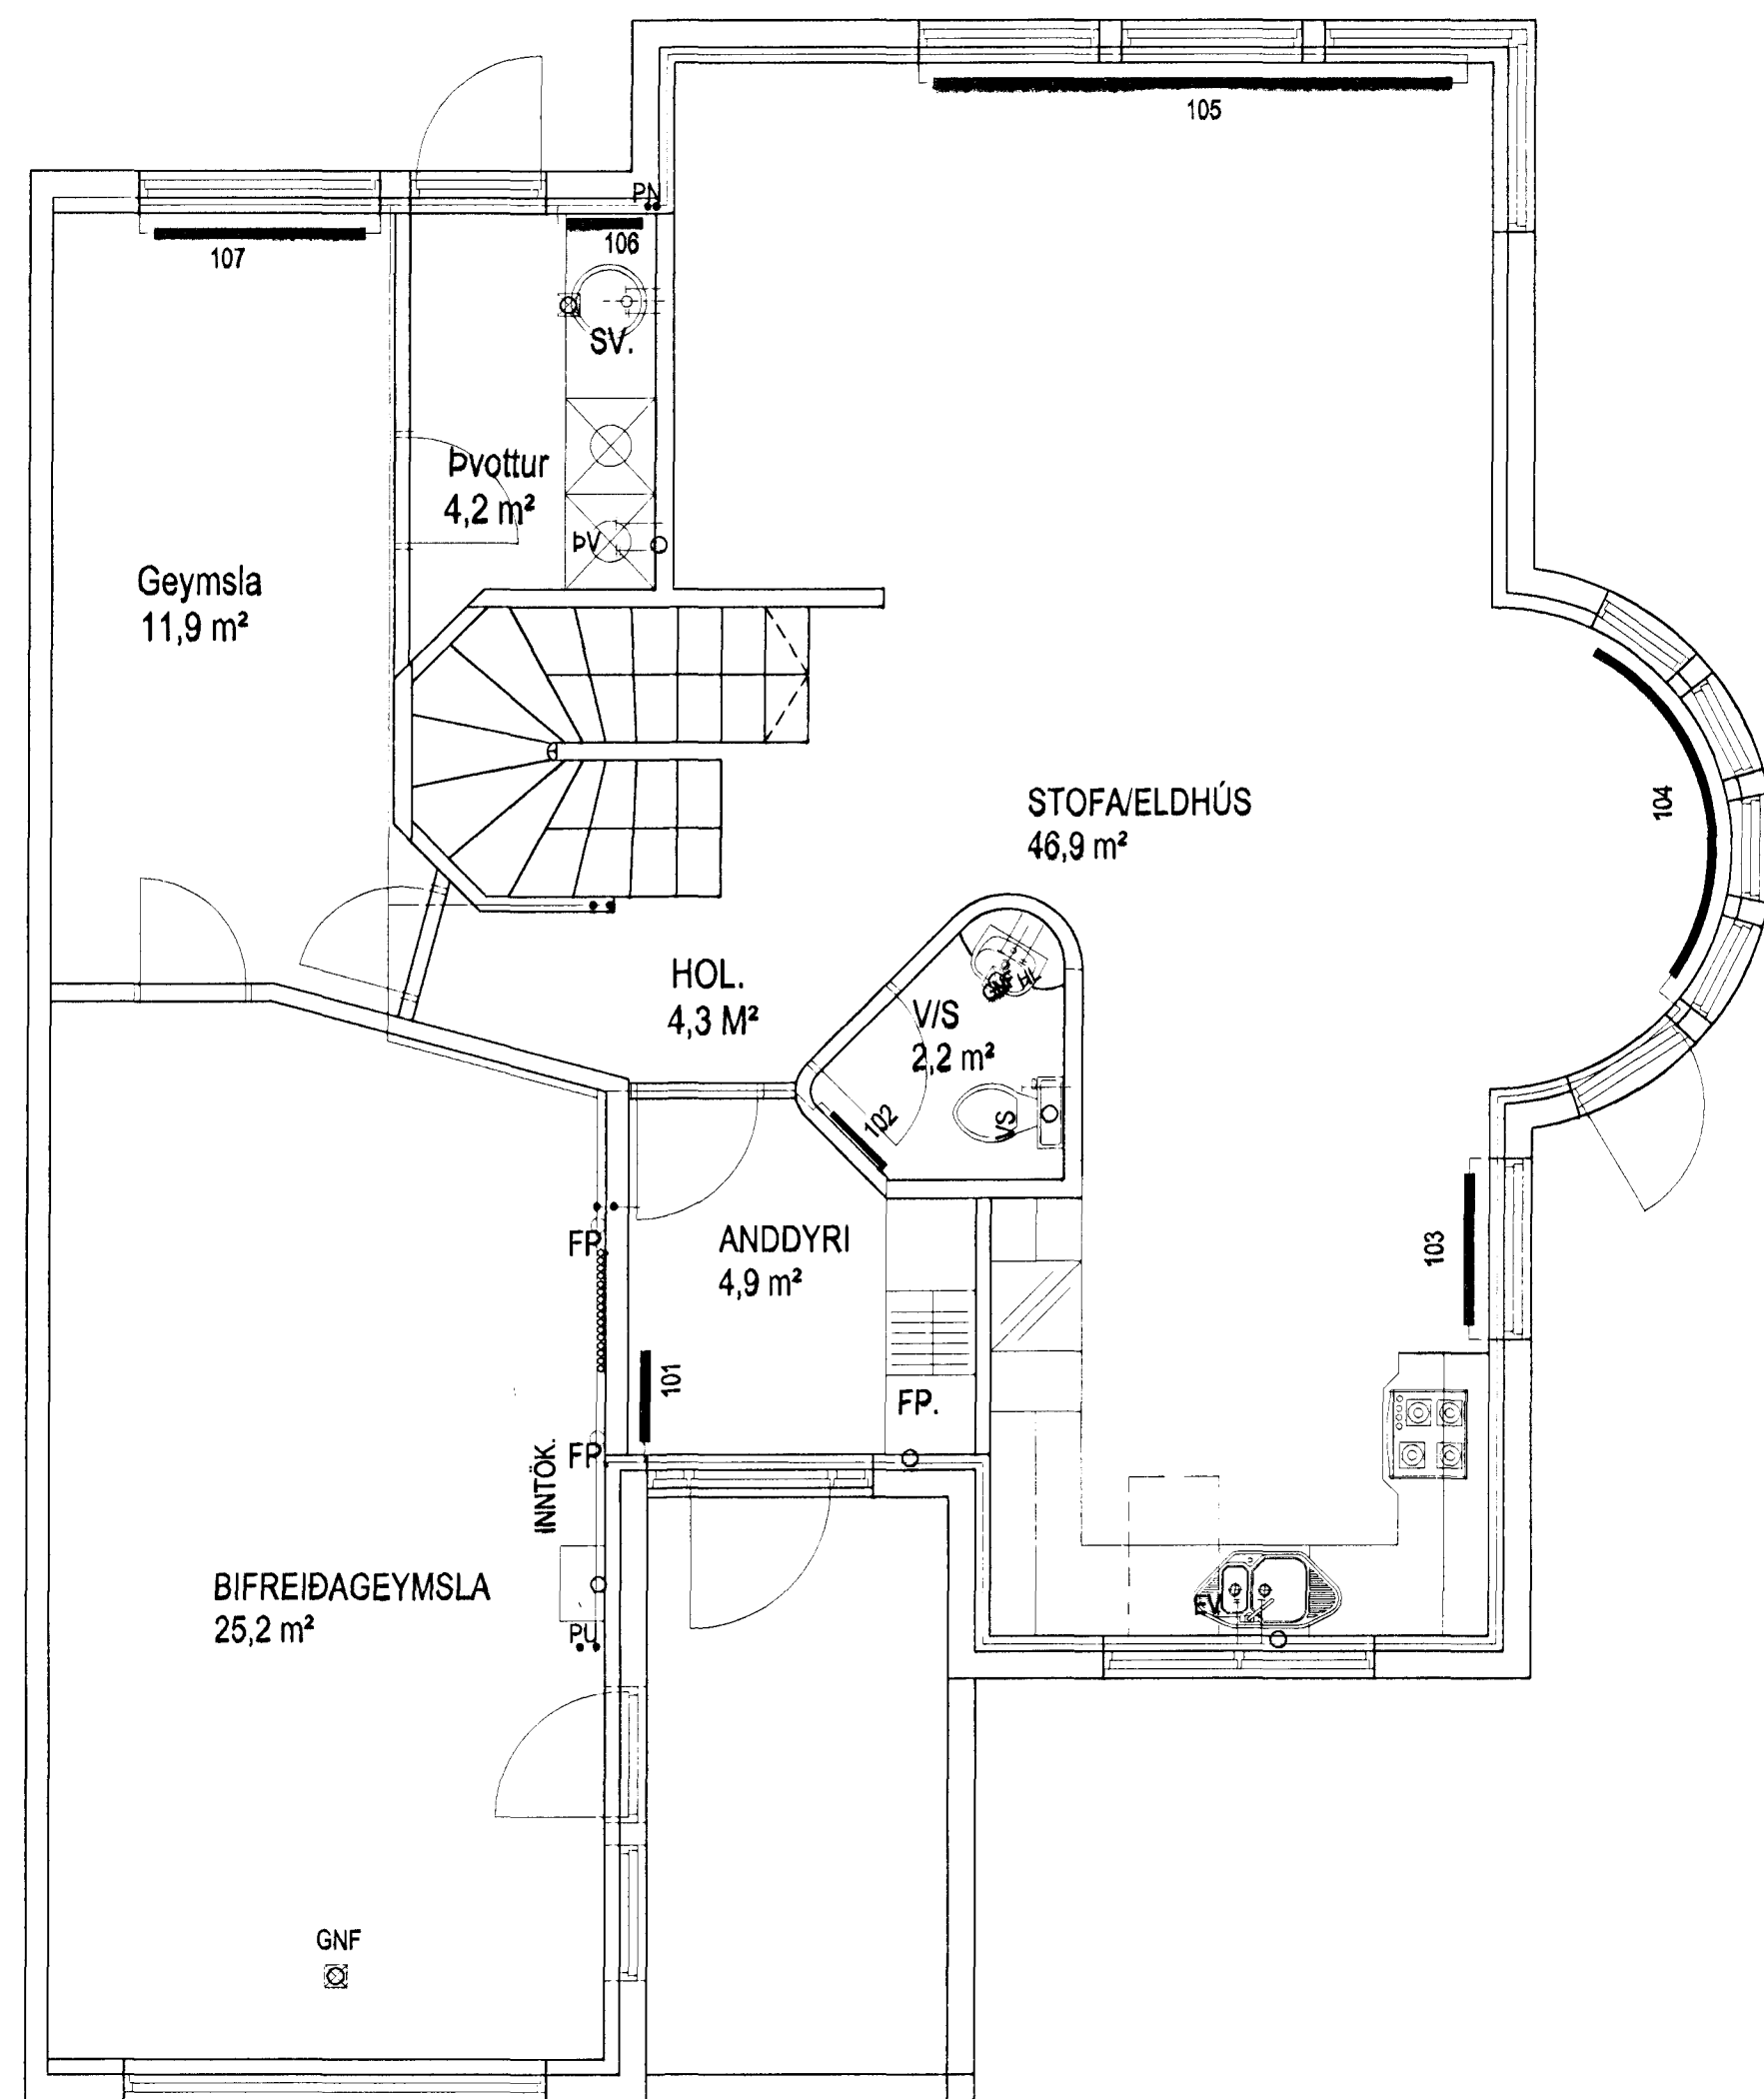 105
PN
107
106
SV.
Þvottur
4,2 m²
ÞV
Geymsla
11,9 m²
STOFA/ELDHÚS
46,9 m²
104
HOL.
4,3 M²
HL
V/S
2,2 m²
102
VS
FP
ANDDYRI
4,9 m²
103
101
FP.
FP
INNTÖK.
BIFREIÐAGEYMSLA
25,2 m²
PU
EV
GNF